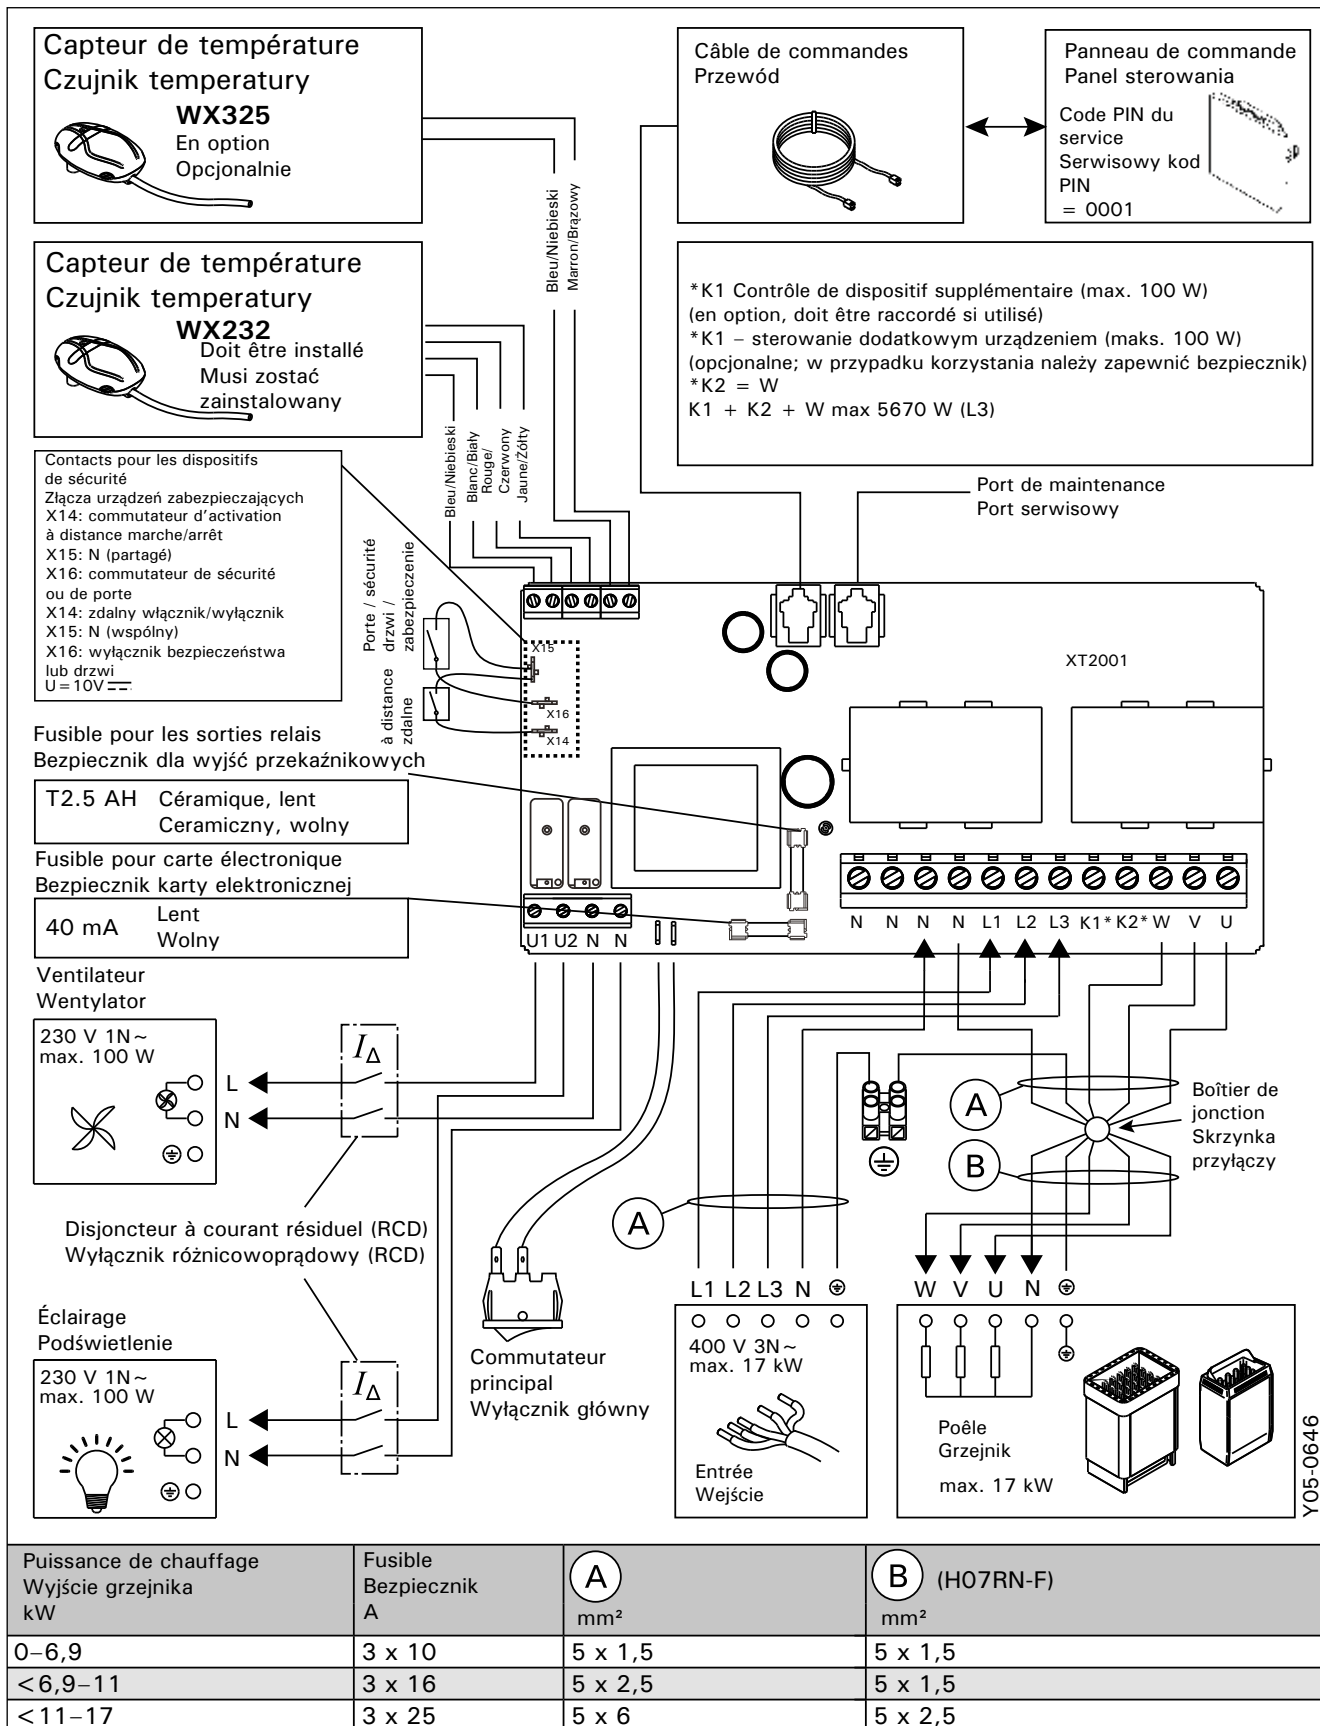 Capteur de température
Czujnik temperatury
WX325
En option
Opcjonalnie
Bleu/Niebieski
Marron/Brązowy
Câble de commandes
Przewód
Panneau de commande
Panel sterowania
Code PIN du
service
Serwisowy kod
PIN
= 0001
Capteur de température
Czujnik temperatury
WX232
Doit être installé
Musi zostać
zainstalowany
Bleu/Niebieski
Blanc/Biały
Rouge/
Czerwony
Jaune/Żółty
*K1 Contrôle de dispositif supplémentaire (max. 100 W)
(en option, doit être raccordé si utilisé)
*K1 – sterowanie dodatkowym urządzeniem (maks. 100 W)
(opcjonalne; w przypadku korzystania należy zapewnić bezpiecznik)
*K2 = W
K1 + K2 + W max 5670 W (L3)
Contacts pour les dispositifs
de sécurité
Złącza urządzeń zabezpieczających
X14: commutateur d'activation
à distance marche/arrêt
X15: N (partagé)
X16: commutateur de sécurité
ou de porte
X14: zdalny włącznik/wyłącznik
X15: N (wspólny)
X16: wyłącznik bezpieczeństwa
lub drzwi
U=10V
Porte / sécurité
drzwi /
zabezpieczenie
à distance
zdalne
Port de maintenance
Port serwisowy
X15
X16
X14
XT2001
Fusible pour les sorties relais
Bezpiecznik dla wyjść przekaźnikowych
T2.5 AH Céramique, lent
Ceramiczny, wolny
Fusible pour carte électronique
Bezpiecznik karty elektronicznej
40 mA Lent
Wolny
U1 U2 N N
N N N N L1 L2 L3 K1* K2* W V U
Ventilateur
Wentylator
230 V 1N~
max. 100 W
L
N
I∆
Disjoncteur à courant résiduel (RCD)
Wyłącznik różnicowoprądowy (RCD)
Éclairage
Podświetlenie
230 V 1N~
max. 100 W
L
N
I∆
Commutateur
principal
Wyłącznik główny
A
A
B
Boîtier de
jonction
Skrzynka
przyłączy
L1 L2 L3 N
400 V 3N~
max. 17 kW
Entrée
Wejście
W V U N
Poêle
Grzejnik
max. 17 kW
Y05-0646
Puissance de chauffage
Wyjście grzejnika
kW
Fusible
Bezpiecznik
A
A
mm²
B (H07RN-F)
mm²
0–6,9 3 x 10 5 x 1,5 5 x 1,5
<6,9–11 3 x 16 5 x 2,5 5 x 1,5
<11–17 3 x 25 5 x 6 5 x 2,5